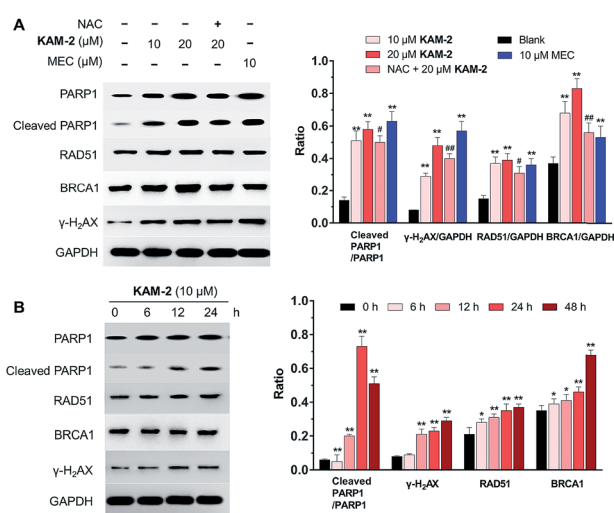 A
NAC - - - + -
KAM-2 (μM) - 10 20 20 -
MEC (μM) - - - - 10
PARP1
Cleaved PARP1
RAD51
BRCA1
γ-H₂AX
GAPDH
10 μM KAM-2
20 μM KAM-2
NAC + 20 μM KAM-2
Blank
10 μM MEC
Ratio
1.0
0.8
0.6
0.4
0.2
0.0
** ** # **
** ** ## **
** ** # **
** ** ## **
Cleaved PARP1 /PARP1
γ-H₂AX/GAPDH
RAD51/GAPDH
BRCA1/GAPDH
B
KAM-2 (10 μM)
0 6 12 24 h
PARP1
Cleaved PARP1
RAD51
BRCA1
γ-H₂AX
GAPDH
0 h 6 h 12 h 24 h 48 h
Ratio
1.0
0.8
0.6
0.4
0.2
0.0
** ** ** **
** ** **
* ** ** **
* * ** **
Cleaved PARP1 /PARP1
γ-H₂AX
RAD51
BRCA1